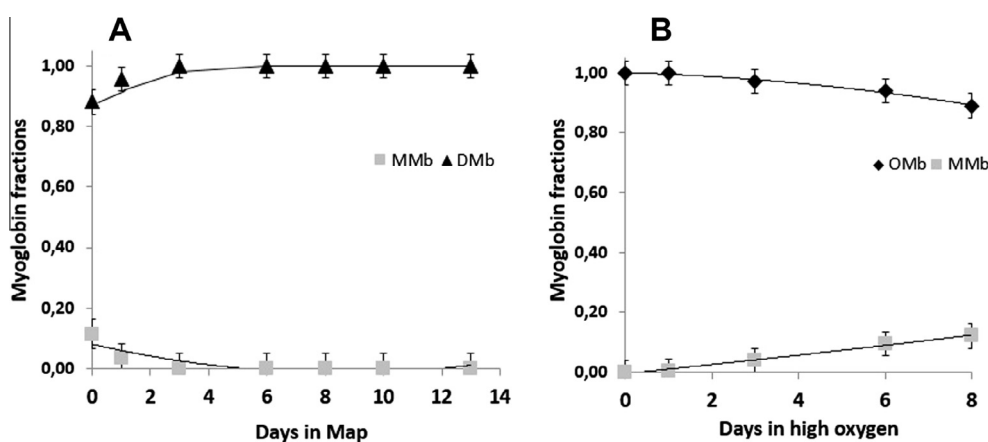 A
Myoglobin fractions
1,00
0,80
0,60
0,40
0,20
0,00
MMb DMb
0 2 4 6 8 10 12 14
Days in Map
B
Myoglobin fractions
1,00
0,80
0,60
0,40
0,20
0,00
OMb MMb
0 2 4 6 8
Days in high oxygen